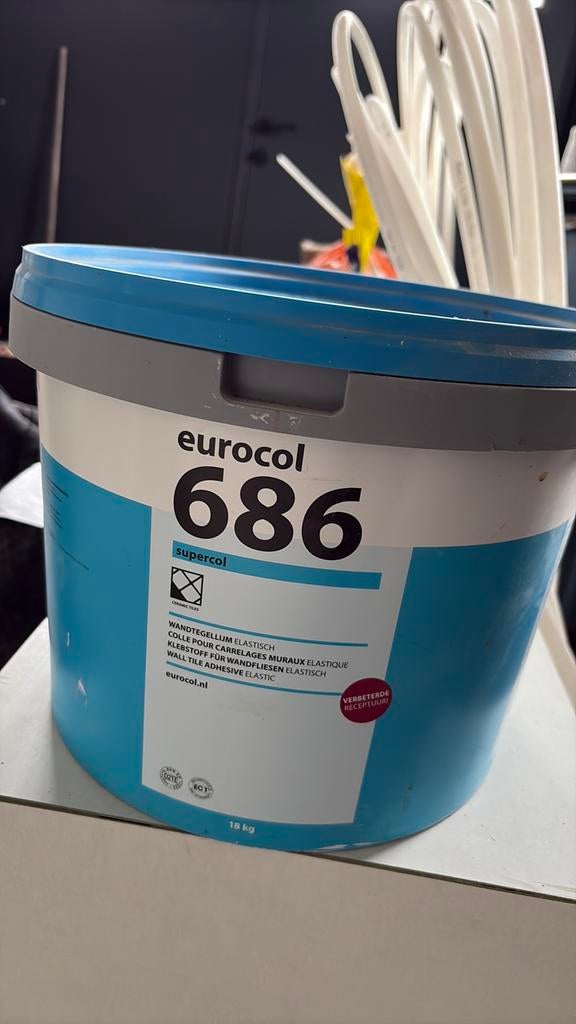 eurocol
686
supercol
CERAMIC TILES
WANDTEGELLIJM ELASTISCH
COLLE POUR CARRELAGES MURAUX ELASTIQUE
KLEBSTOFF FÜR WANDFLIESEN ELASTISCH
WALL TILE ADHESIVE ELASTIC
eurocol.nl
VERBETERDE
RECEPTUUR!
D2TE
EC1
18 kg